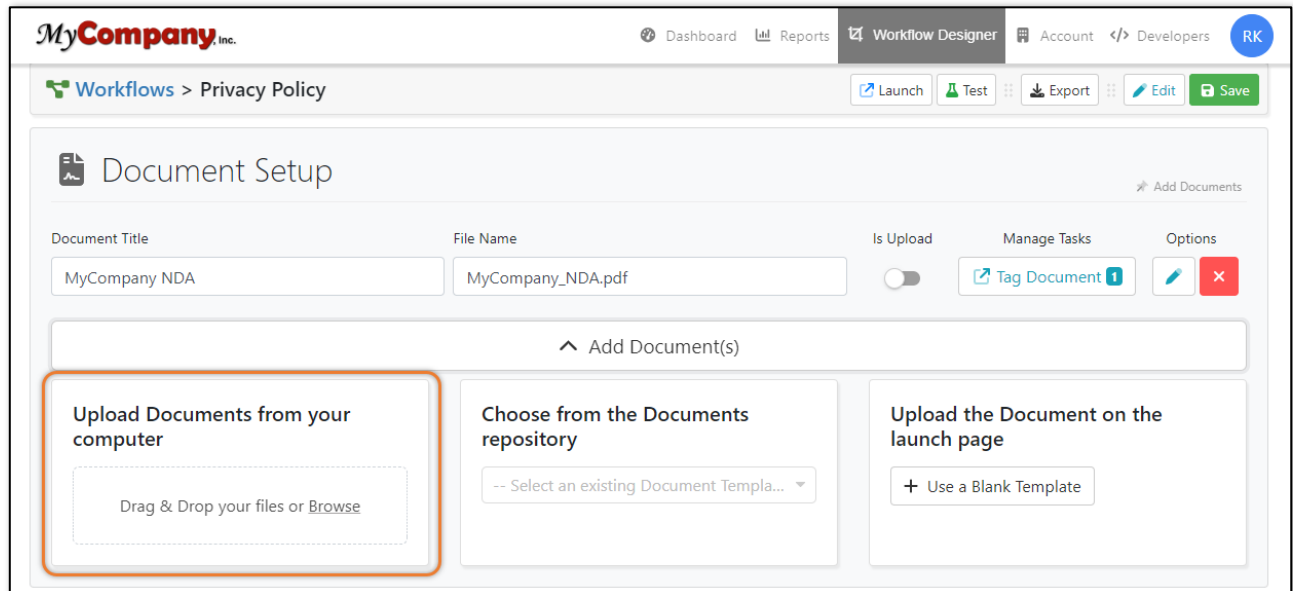 MyCompany, Inc.
Dashboard Reports Workflow Designer Account </> Developers RK
Workflows > Privacy Policy Launch Test Export Edit Save
Document Setup
Add Documents
Document Title File Name Is Upload Manage Tasks Options
MyCompany NDA MyCompany_NDA.pdf Tag Document 1
Add Document(s)
Upload Documents from your
computer
Drag & Drop your files or Browse
Choose from the Documents
repository
-- Select an existing Document Templa...
Upload the Document on the
launch page
+ Use a Blank Template